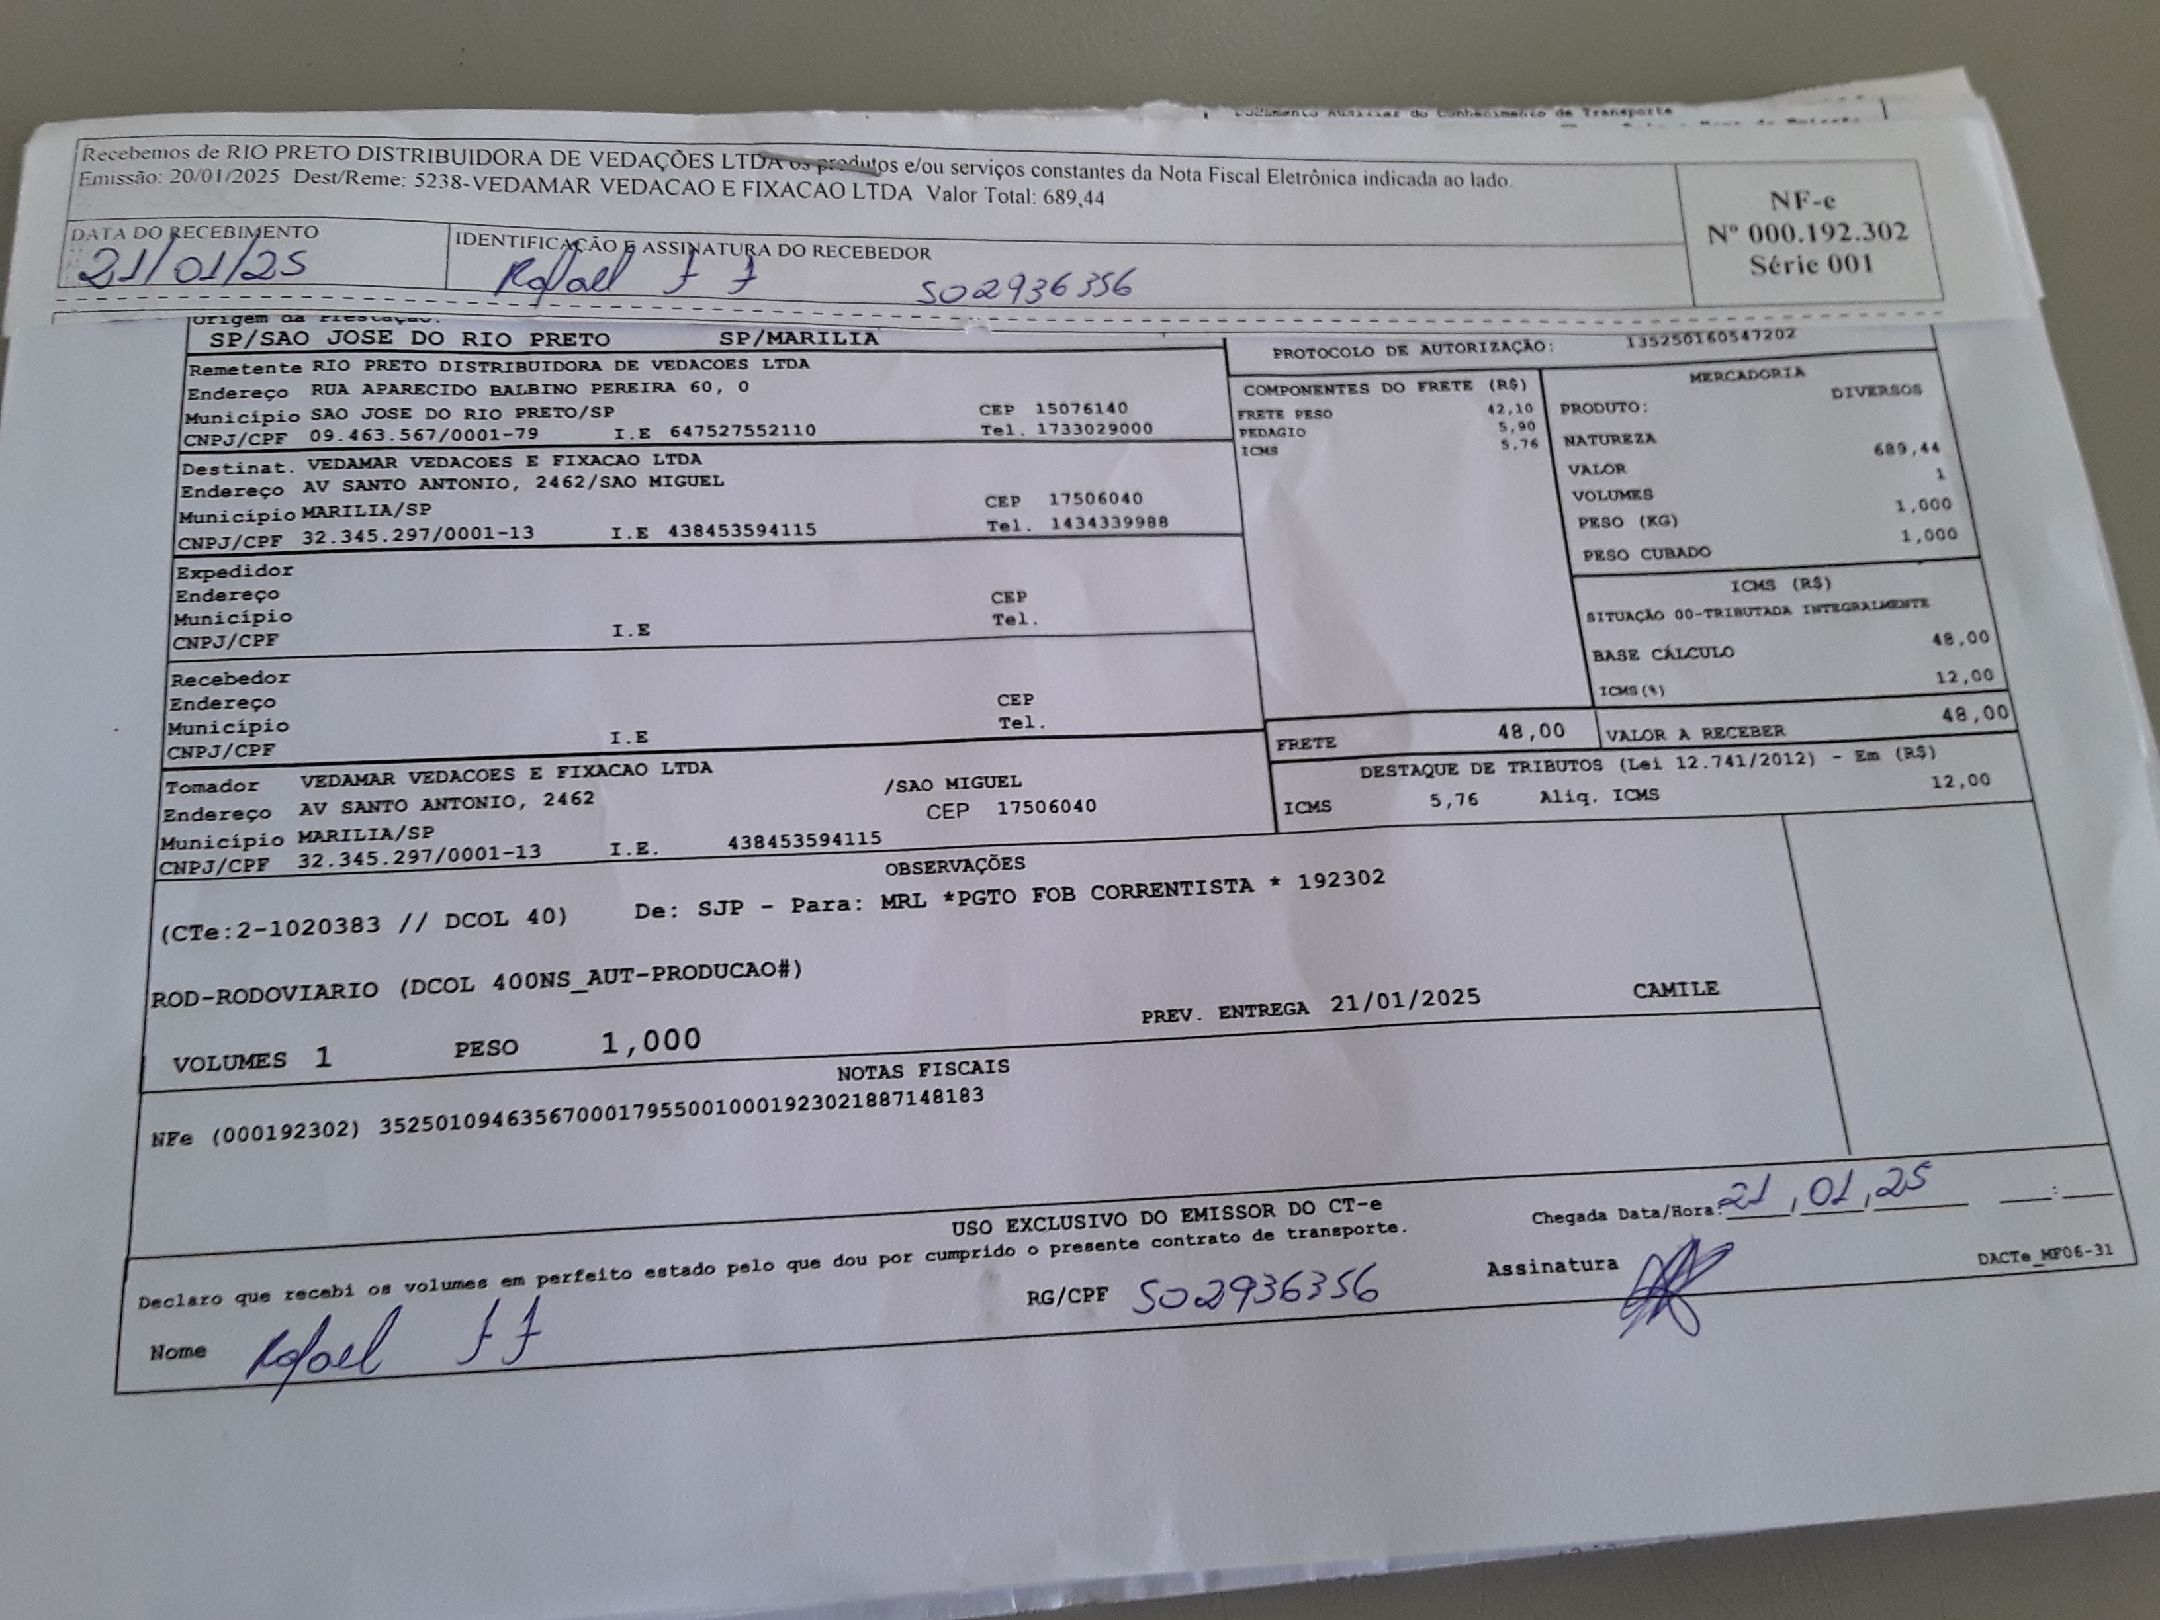 Documento Auxiliar do Conhecimento de Transporte
Recebemos de RIO PRETO DISTRIBUIDORA DE VEDAÇÕES LTDA os produtos e/ou serviços constantes da Nota Fiscal Eletrônica indicada ao lado.
Emissão: 20/01/2025 Dest/Reme: 5238-VEDAMAR VEDACAO E FIXACAO LTDA Valor Total: 689,44
NF-e
Nº 000.192.302
Série 001
DATA DO RECEBIMENTO
21/01/25
IDENTIFICAÇÃO E ASSINATURA DO RECEBEDOR
Rafael f f 502936356
Origem da Prestação:
SP/SAO JOSE DO RIO PRETO SP/MARILIA
Remetente RIO PRETO DISTRIBUIDORA DE VEDACOES LTDA
Endereço RUA APARECIDO BALBINO PEREIRA 60, 0
Município SAO JOSE DO RIO PRETO/SP CEP 15076140
CNPJ/CPF 09.463.567/0001-79 I.E 647527552110 Tel. 1733029000
Destinat. VEDAMAR VEDACOES E FIXACAO LTDA
Endereço AV SANTO ANTONIO, 2462/SAO MIGUEL
Município MARILIA/SP CEP 17506040
CNPJ/CPF 32.345.297/0001-13 I.E 438453594115 Tel. 1434339988
Expedidor
Endereço CEP
Município Tel.
CNPJ/CPF I.E
Recebedor
Endereço CEP
Município Tel.
CNPJ/CPF I.E
Tomador VEDAMAR VEDACOES E FIXACAO LTDA
Endereço AV SANTO ANTONIO, 2462 /SAO MIGUEL
Município MARILIA/SP CEP 17506040
CNPJ/CPF 32.345.297/0001-13 I.E. 438453594115
PROTOCOLO DE AUTORIZAÇÃO: 135250160547202
COMPONENTES DO FRETE (R$)
FRETE PESO 42,10
PEDAGIO 5,90
ICMS 5,76
MERCADORIA
PRODUTO: DIVERSOS
NATUREZA
VALOR 689,44
VOLUMES 1
PESO (KG) 1,000
PESO CUBADO 1,000
ICMS (R$)
SITUAÇÃO 00-TRIBUTADA INTEGRALMENTE
BASE CÁLCULO 48,00
ICMS(%) 12,00
FRETE 48,00 VALOR A RECEBER 48,00
DESTAQUE DE TRIBUTOS (Lei 12.741/2012) - Em (R$)
ICMS 5,76 Aliq. ICMS 12,00
OBSERVAÇÕES
(CTe:2-1020383 // DCOL 40) De: SJP - Para: MRL *PGTO FOB CORRENTISTA * 192302
ROD-RODOVIARIO (DCOL 400NS_AUT-PRODUCAO#)
VOLUMES 1 PESO 1,000 PREV. ENTREGA 21/01/2025 CAMILE
NOTAS FISCAIS
NFe (000192302) 35250109463567000179550010001923021887148183
USO EXCLUSIVO DO EMISSOR DO CT-e
Declaro que recebi os volumes em perfeito estado pelo que dou por cumprido o presente contrato de transporte.
Chegada Data/Hora: 21,01,25 __:__
Nome Rafael f f RG/CPF 502936356 Assinatura
DACTe_MF06-31